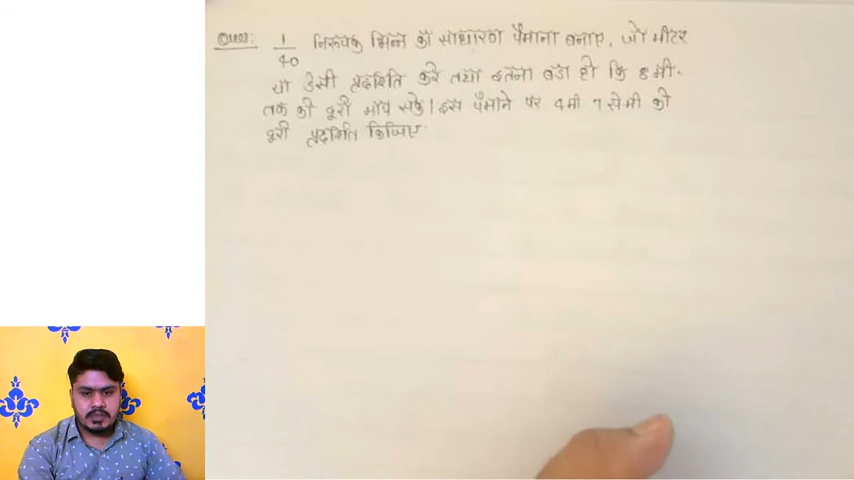 Ques: 1/40 निरूपक भिन्न का साधारण पैमाना बनाए, जो मीटर
या डेसी प्रदर्शित करे तथा इतना बडा हो कि 8 मी.
तक की दूरी माप सके। इस पैमाने पर 4 मी 7 सेमी की
दूरी प्रदर्शित किजिए